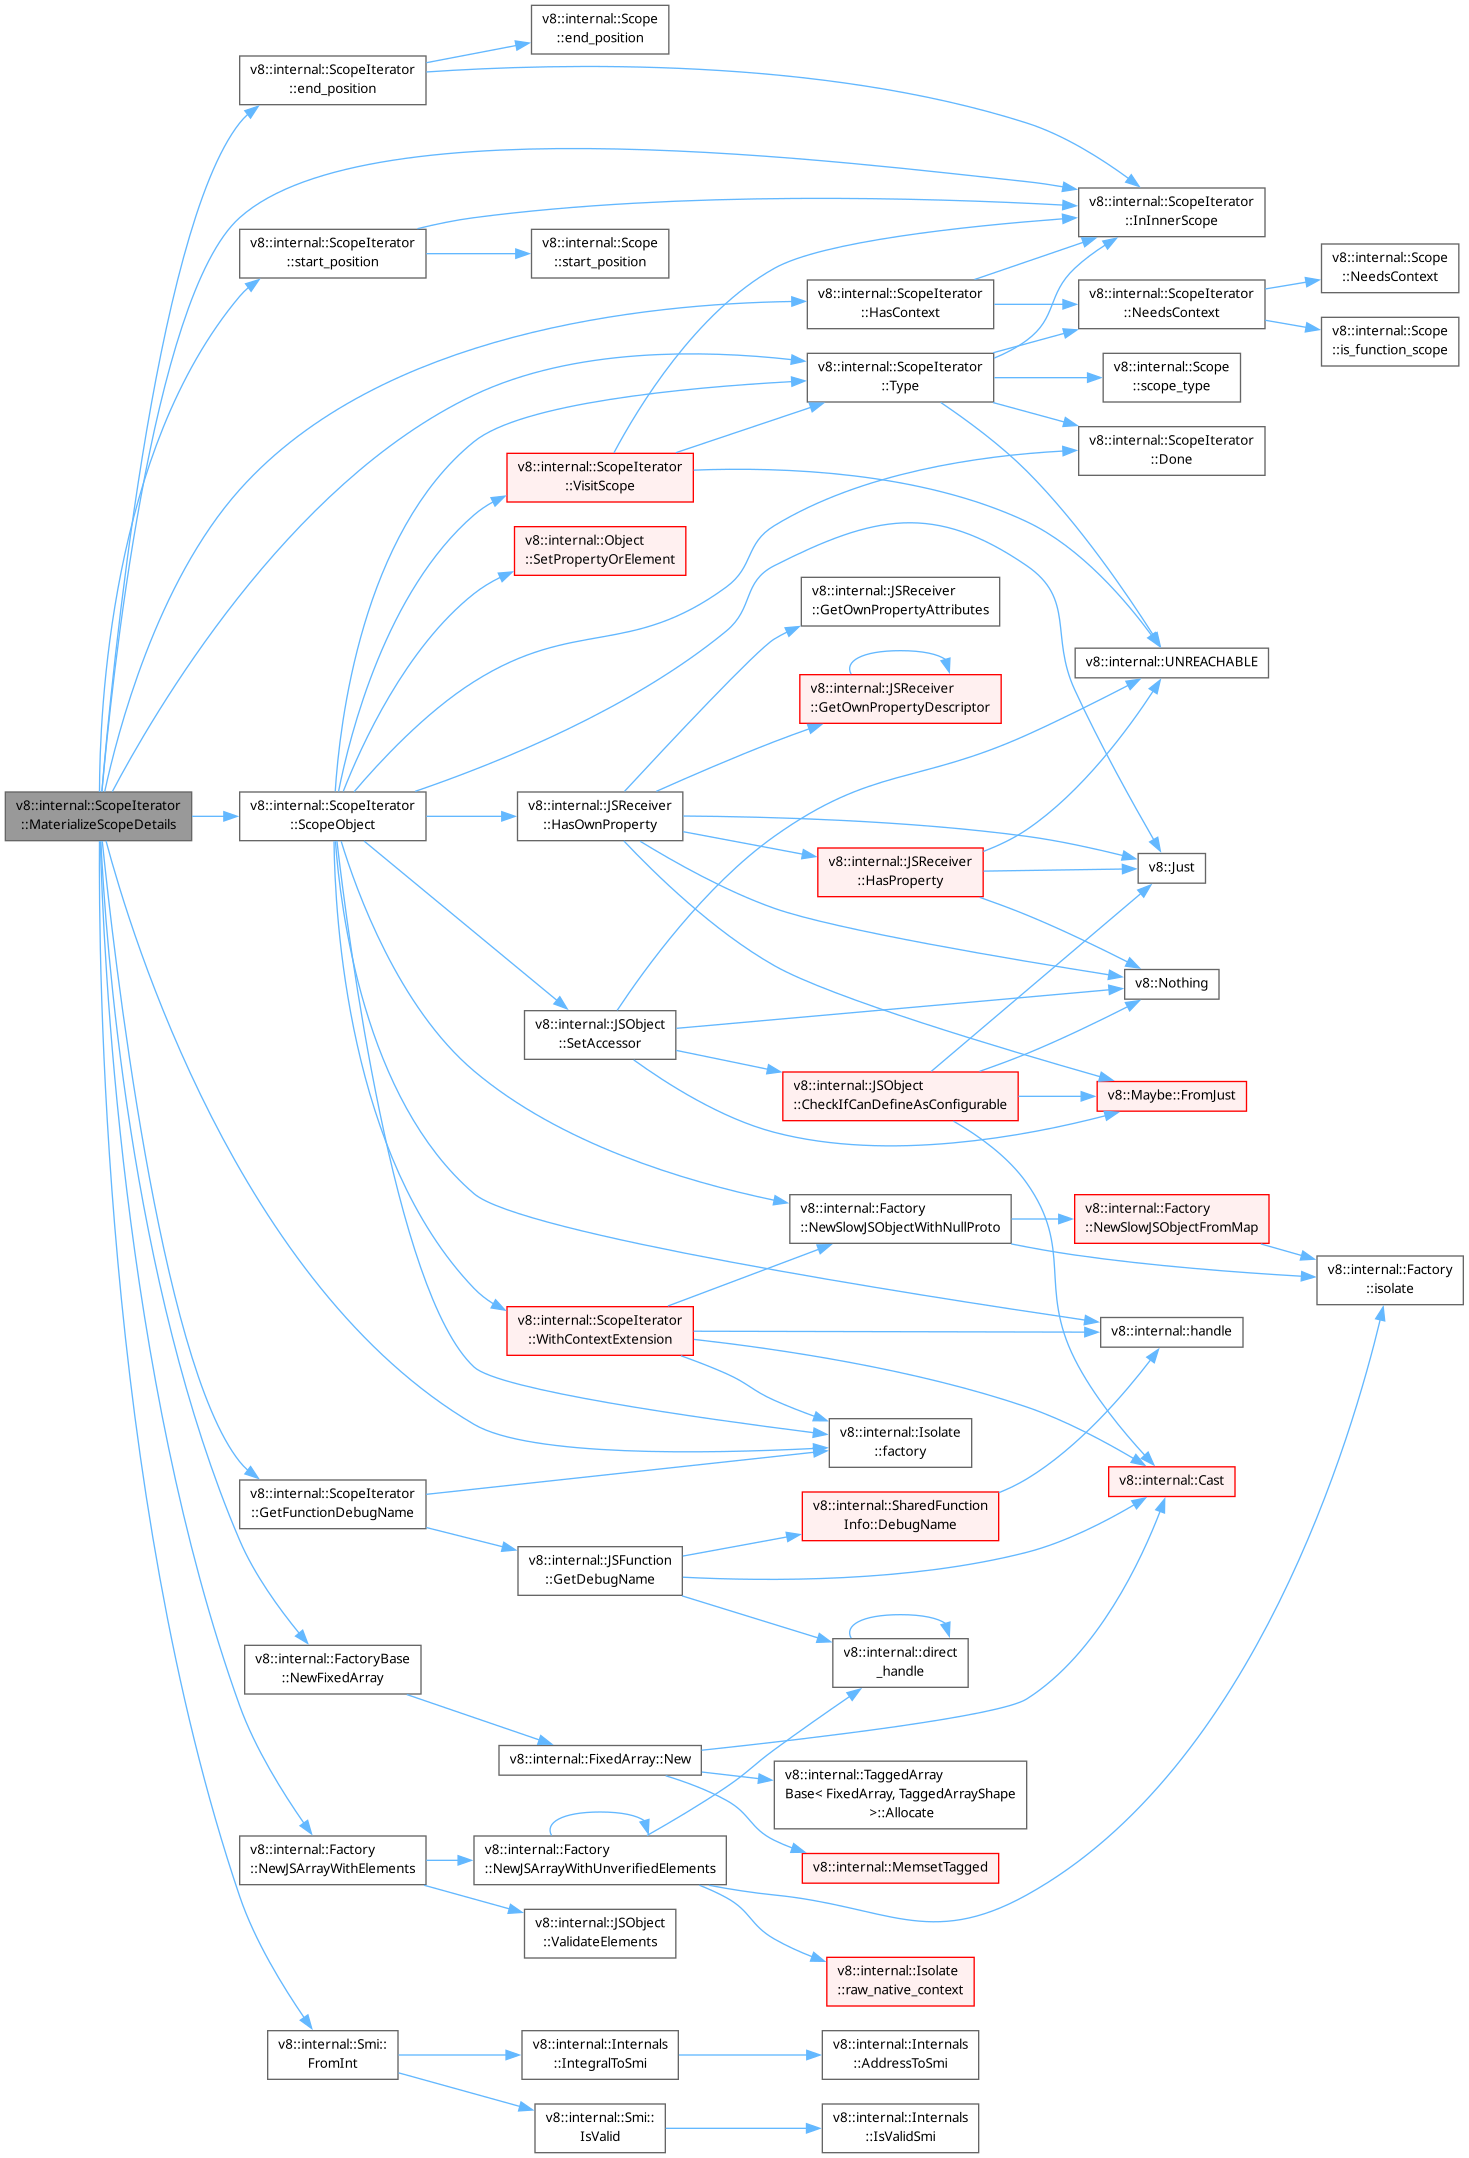 v8::internal::Scope
::end_position
v8::internal::ScopeIterator
::end_position
v8::internal::ScopeIterator
::InInnerScope
v8::internal::ScopeIterator
::start_position
v8::internal::Scope
::start_position
v8::internal::Scope
::NeedsContext
v8::internal::ScopeIterator
::HasContext
v8::internal::ScopeIterator
::NeedsContext
v8::internal::Scope
::is_function_scope
v8::internal::ScopeIterator
::Type
v8::internal::Scope
::scope_type
v8::internal::ScopeIterator
::Done
v8::internal::ScopeIterator
::VisitScope
v8::internal::Object
::SetPropertyOrElement
v8::internal::JSReceiver
::GetOwnPropertyAttributes
v8::internal::UNREACHABLE
v8::internal::JSReceiver
::GetOwnPropertyDescriptor
v8::internal::ScopeIterator
::MaterializeScopeDetails
v8::internal::ScopeIterator
::ScopeObject
v8::internal::JSReceiver
::HasOwnProperty
v8::internal::JSReceiver
::HasProperty
v8::Just
v8::Nothing
v8::internal::JSObject
::SetAccessor
v8::internal::JSObject
::CheckIfCanDefineAsConfigurable
v8::Maybe::FromJust
v8::internal::Factory
::NewSlowJSObjectWithNullProto
v8::internal::Factory
::NewSlowJSObjectFromMap
v8::internal::Factory
::isolate
v8::internal::ScopeIterator
::WithContextExtension
v8::internal::handle
v8::internal::Isolate
::factory
v8::internal::Cast
v8::internal::ScopeIterator
::GetFunctionDebugName
v8::internal::SharedFunction
Info::DebugName
v8::internal::JSFunction
::GetDebugName
v8::internal::direct
_handle
v8::internal::FactoryBase
::NewFixedArray
v8::internal::FixedArray::New
v8::internal::TaggedArray
Base< FixedArray, TaggedArrayShape
>::Allocate
v8::internal::Factory
::NewJSArrayWithElements
v8::internal::Factory
::NewJSArrayWithUnverifiedElements
v8::internal::MemsetTagged
v8::internal::JSObject
::ValidateElements
v8::internal::Isolate
::raw_native_context
v8::internal::Smi::
FromInt
v8::internal::Internals
::IntegralToSmi
v8::internal::Internals
::AddressToSmi
v8::internal::Smi::
IsValid
v8::internal::Internals
::IsValidSmi